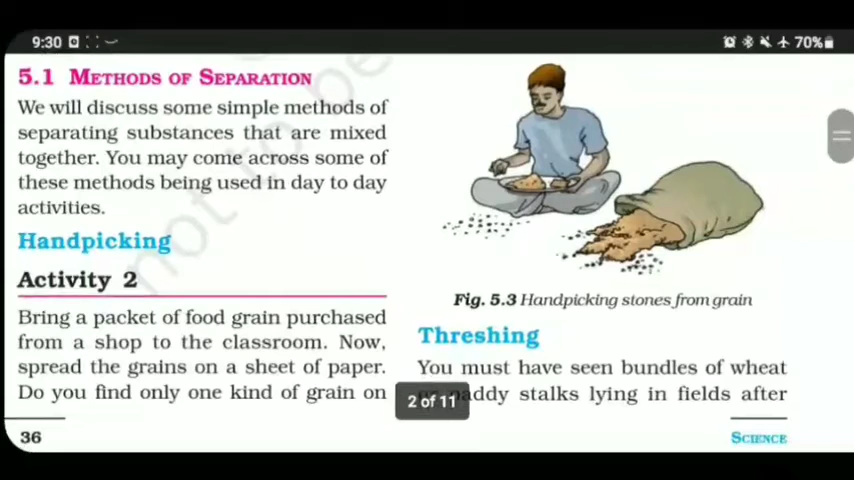 9:30
70%
5.1 METHODS OF SEPARATION
We will discuss some simple methods of
separating substances that are mixed
together. You may come across some of
these methods being used in day to day
activities.
Handpicking
Activity 2
Bring a packet of food grain purchased
from a shop to the classroom. Now,
spread the grains on a sheet of paper.
Do you find only one kind of grain on
Fig. 5.3 Handpicking stones from grain
Threshing
You must have seen bundles of wheat
paddy stalks lying in fields after
2 of 11
36
SCIENCE
not to be